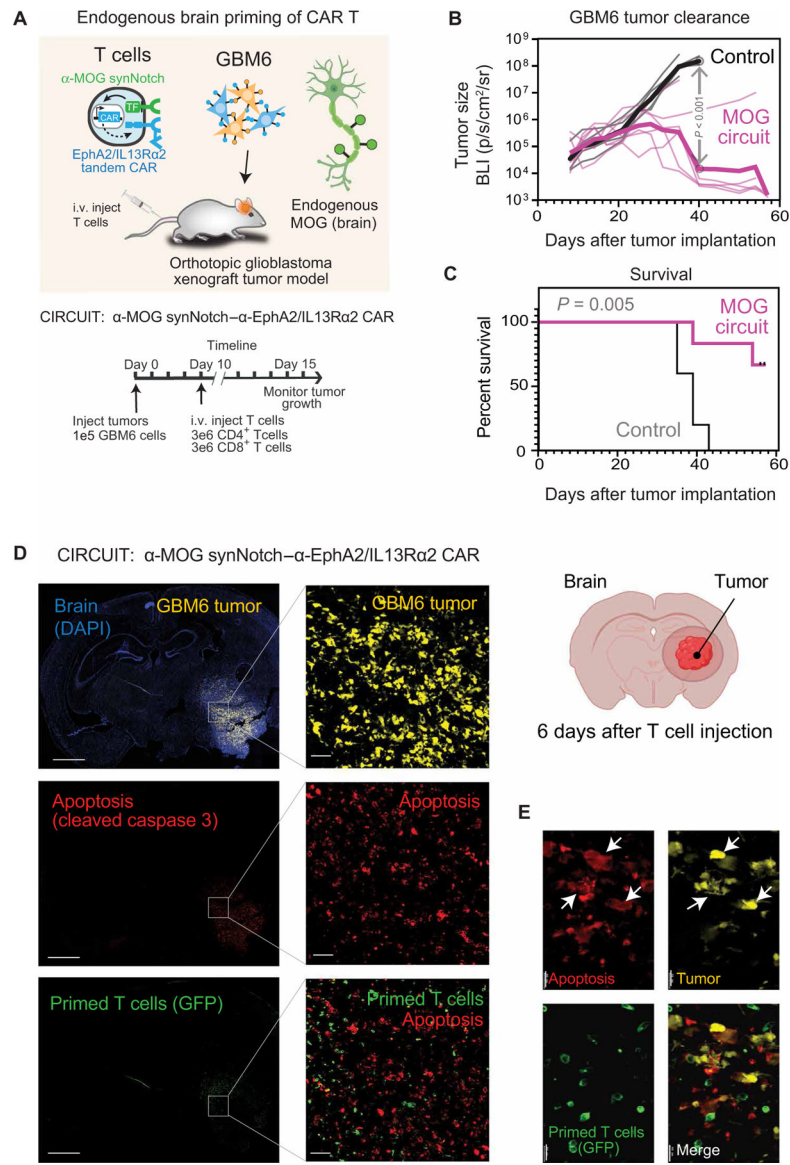 A
Endogenous brain priming of CAR T
T cells
α-MOG synNotch
TF
CAR
EphA2/IL13Rα2
tandem CAR
GBM6
Endogenous
MOG (brain)
i.v. inject
T cells
Orthotopic glioblastoma
xenograft tumor model
CIRCUIT: α-MOG synNotch–α-EphA2/IL13Rα2 CAR
Timeline
Day 0
Day 10
Day 15
Monitor tumor
growth
Inject tumors
1e5 GBM6 cells
i.v. inject T cells
3e6 CD4+ Tcells
3e6 CD8+ T cells
B
GBM6 tumor clearance
Tumor size
BLI (p/s/cm²/sr)
10⁹
10⁸
10⁷
10⁶
10⁵
10⁴
10³
Control
P < 0.001
MOG
circuit
0 20 40 60
Days after tumor implantation
C
Survival
P = 0.005
MOG
circuit
Percent survival
100
50
0
Control
0 20 40 60
Days after tumor implantation
D
CIRCUIT: α-MOG synNotch–α-EphA2/IL13Rα2 CAR
Brain
(DAPI)
GBM6 tumor
GBM6 tumor
Brain
Tumor
6 days after T cell injection
Apoptosis
(cleaved caspase 3)
Apoptosis
Primed T cells (GFP)
Primed T cells
Apoptosis
E
Apoptosis
Tumor
Primed T cells
(GFP)
Merge